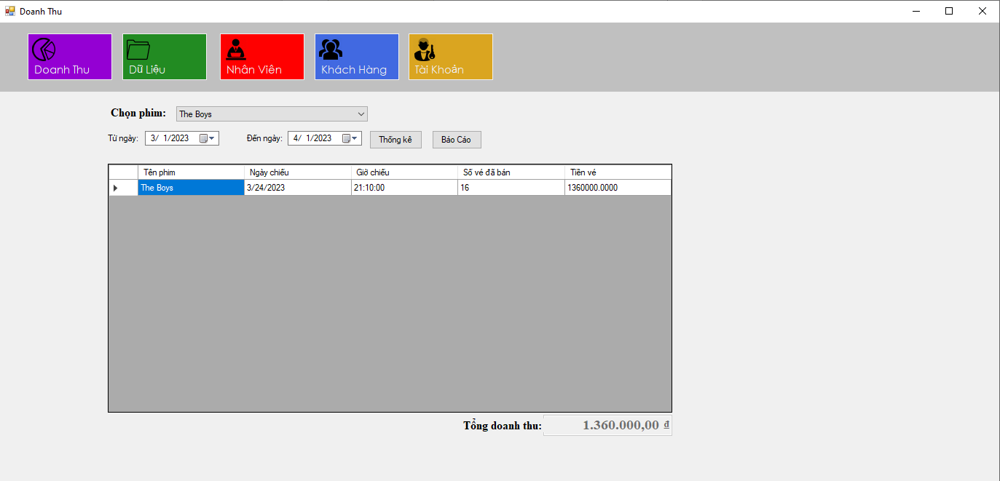 Doanh Thu
Doanh Thu Dữ Liệu Nhân Viên Khách Hàng Tài Khoản
Chọn phim: The Boys
Từ ngày: 3/ 1/2023 Đến ngày: 4/ 1/2023 Thống kê Báo Cáo
Tên phim Ngày chiếu Giờ chiếu Số vé đã bán Tiền vé
The Boys 3/24/2023 21:10:00 16 1360000.0000
Tổng doanh thu: 1.360.000,00 ₫